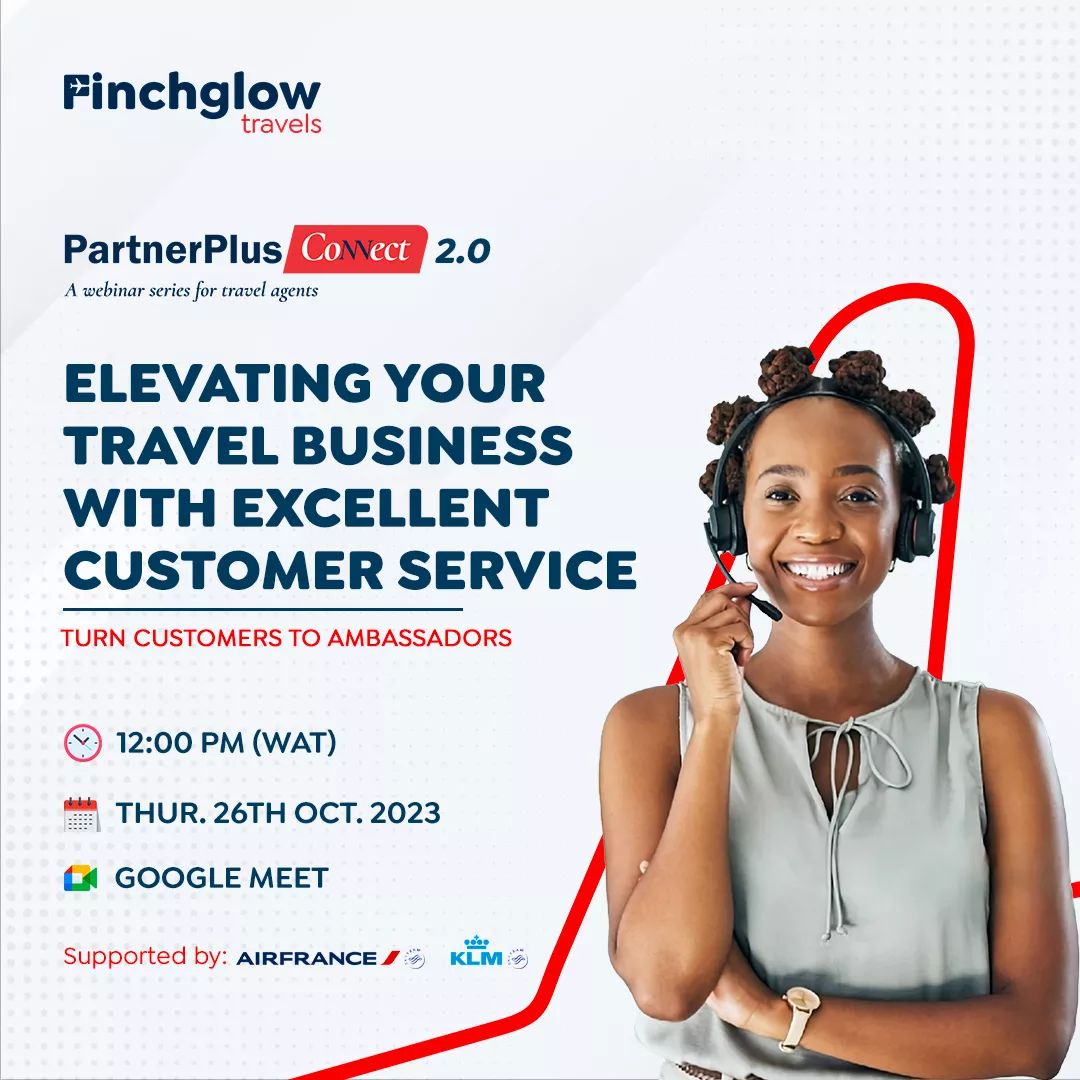 Finchglow
travels
PartnerPlus CoNNect 2.0
A webinar series for travel agents
ELEVATING YOUR
TRAVEL BUSINESS
WITH EXCELLENT
CUSTOMER SERVICE
TURN CUSTOMERS TO AMBASSADORS
12:00 PM (WAT)
THUR. 26TH OCT. 2023
GOOGLE MEET
Supported by: AIRFRANCE KLM